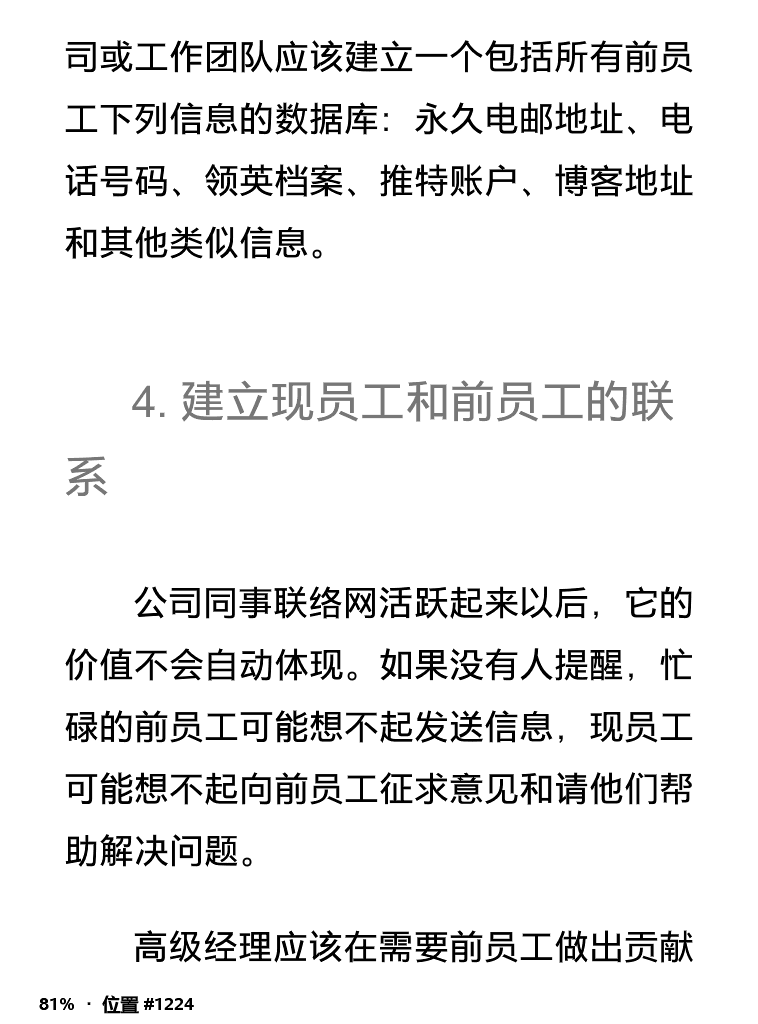 司或工作团队应该建立一个包括所有前员
工下列信息的数据库：永久电邮地址、电
话号码、领英档案、推特账户、博客地址
和其他类似信息。
4. 建立现员工和前员工的联
系
公司同事联络网活跃起来以后，它的
价值不会自动体现。如果没有人提醒，忙
碌的前员工可能想不起发送信息，现员工
可能想不起向前员工征求意见和请他们帮
助解决问题。
高级经理应该在需要前员工做出贡献
81% · 位置 #1224